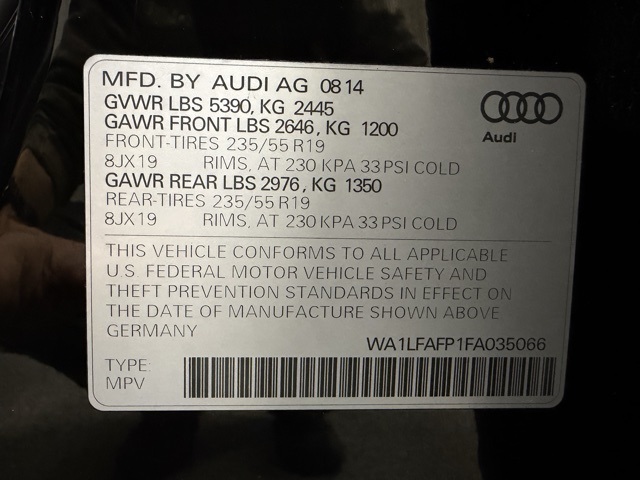 MFD. BY AUDI AG 0814
GVWR LBS 5390, KG 2445
GAWR FRONT LBS 2646, KG 1200
FRONT-TIRES 235/55 R19
8JX19 RIMS, AT 230 KPA 33 PSI COLD
GAWR REAR LBS 2976, KG 1350
REAR-TIRES 235/55 R19
8JX19 RIMS, AT 230 KPA 33 PSI COLD
Audi
THIS VEHICLE CONFORMS TO ALL APPLICABLE
U.S. FEDERAL MOTOR VEHICLE SAFETY AND
THEFT PREVENTION STANDARDS IN EFFECT ON
THE DATE OF MANUFACTURE SHOWN ABOVE
GERMANY
WA1LFAFP1FA035066
TYPE:
MPV